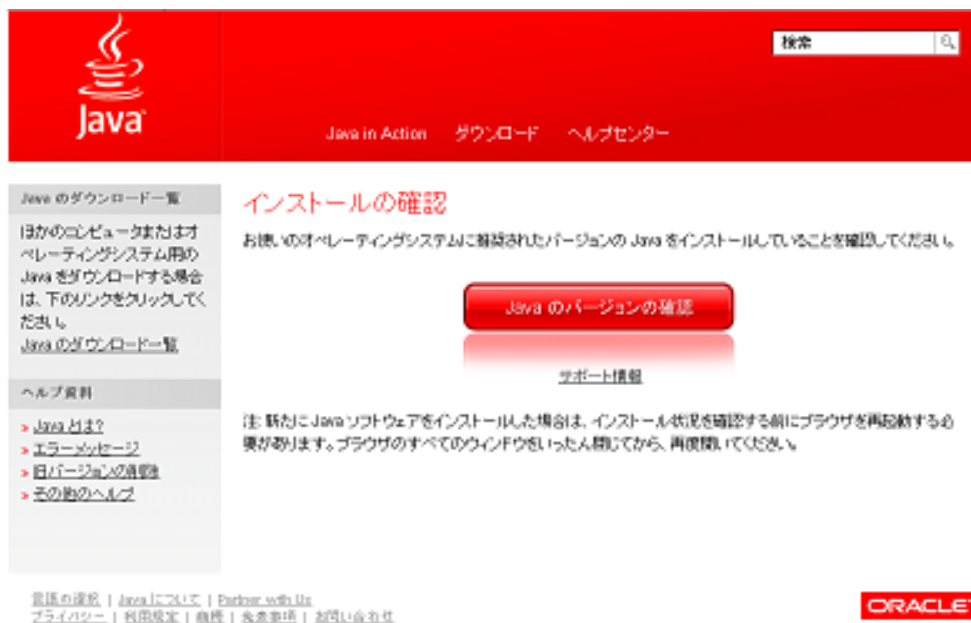 Java
検索
Java in Action ダウンロード ヘルプセンター
Java のダウンロード一覧
ほかのコンピュータまたはオ
ペレーティングシステム用の
Java をダウンロードする場合
は、下のリンクをクリックしてく
ださい。
Java のダウンロード一覧
ヘルプ資料
» Java とは?
» エラーメッセージ
» 旧バージョンの削除
» その他のヘルプ
インストールの確認
お使いのオペレーティングシステムに推奨されたバージョンの Java をインストールしていることを確認してください。
Java のバージョンの確認
サポート情報
注: 新たに Java ソフトウェアをインストールした場合は、インストール状況を確認する前にブラウザを再起動する必
要があります。ブラウザのすべてのウィンドウをいったん閉じてから、再度開いてください。
言語の選択 | Java について | Partner with Us
プライバシー | 利用規定 | 商標 | 免責事項 | お問い合わせ
ORACLE